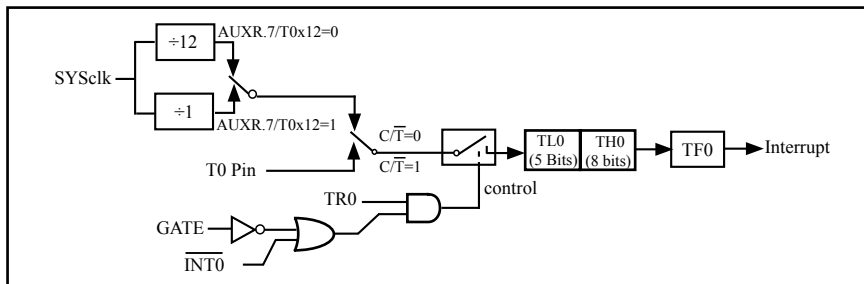 AUXR.7/T0x12=0
÷12
SYSclk
÷1
AUXR.7/T0x12=1
C/T̅=0
C/T̅=1
T0 Pin
TL0
(5 Bits)
TH0
(8 bits)
TF0
Interrupt
control
TR0
GATE
I̅N̅T̅0̅